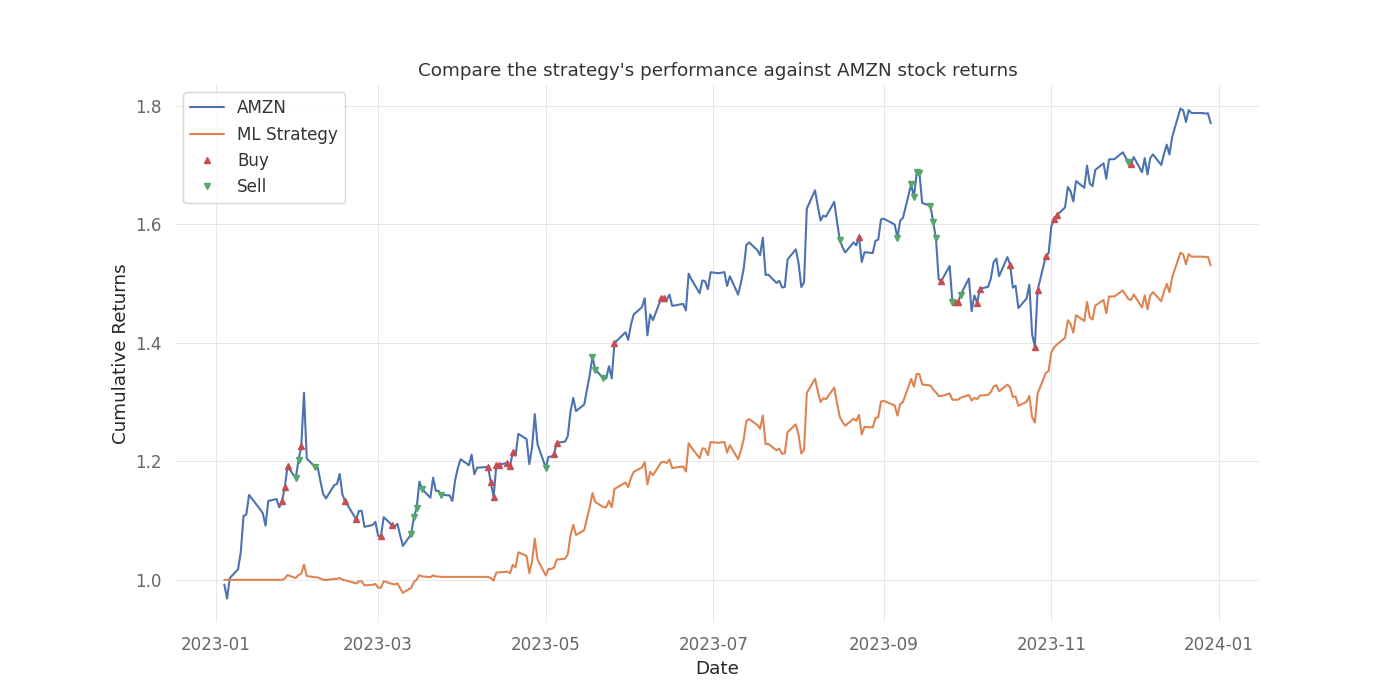 Compare the strategy's performance against AMZN stock returns
AMZN
ML Strategy
Buy
Sell
Cumulative Returns
1.8
1.6
1.4
1.2
1.0
2023-01
2023-03
2023-05
2023-07
2023-09
2023-11
2024-01
Date